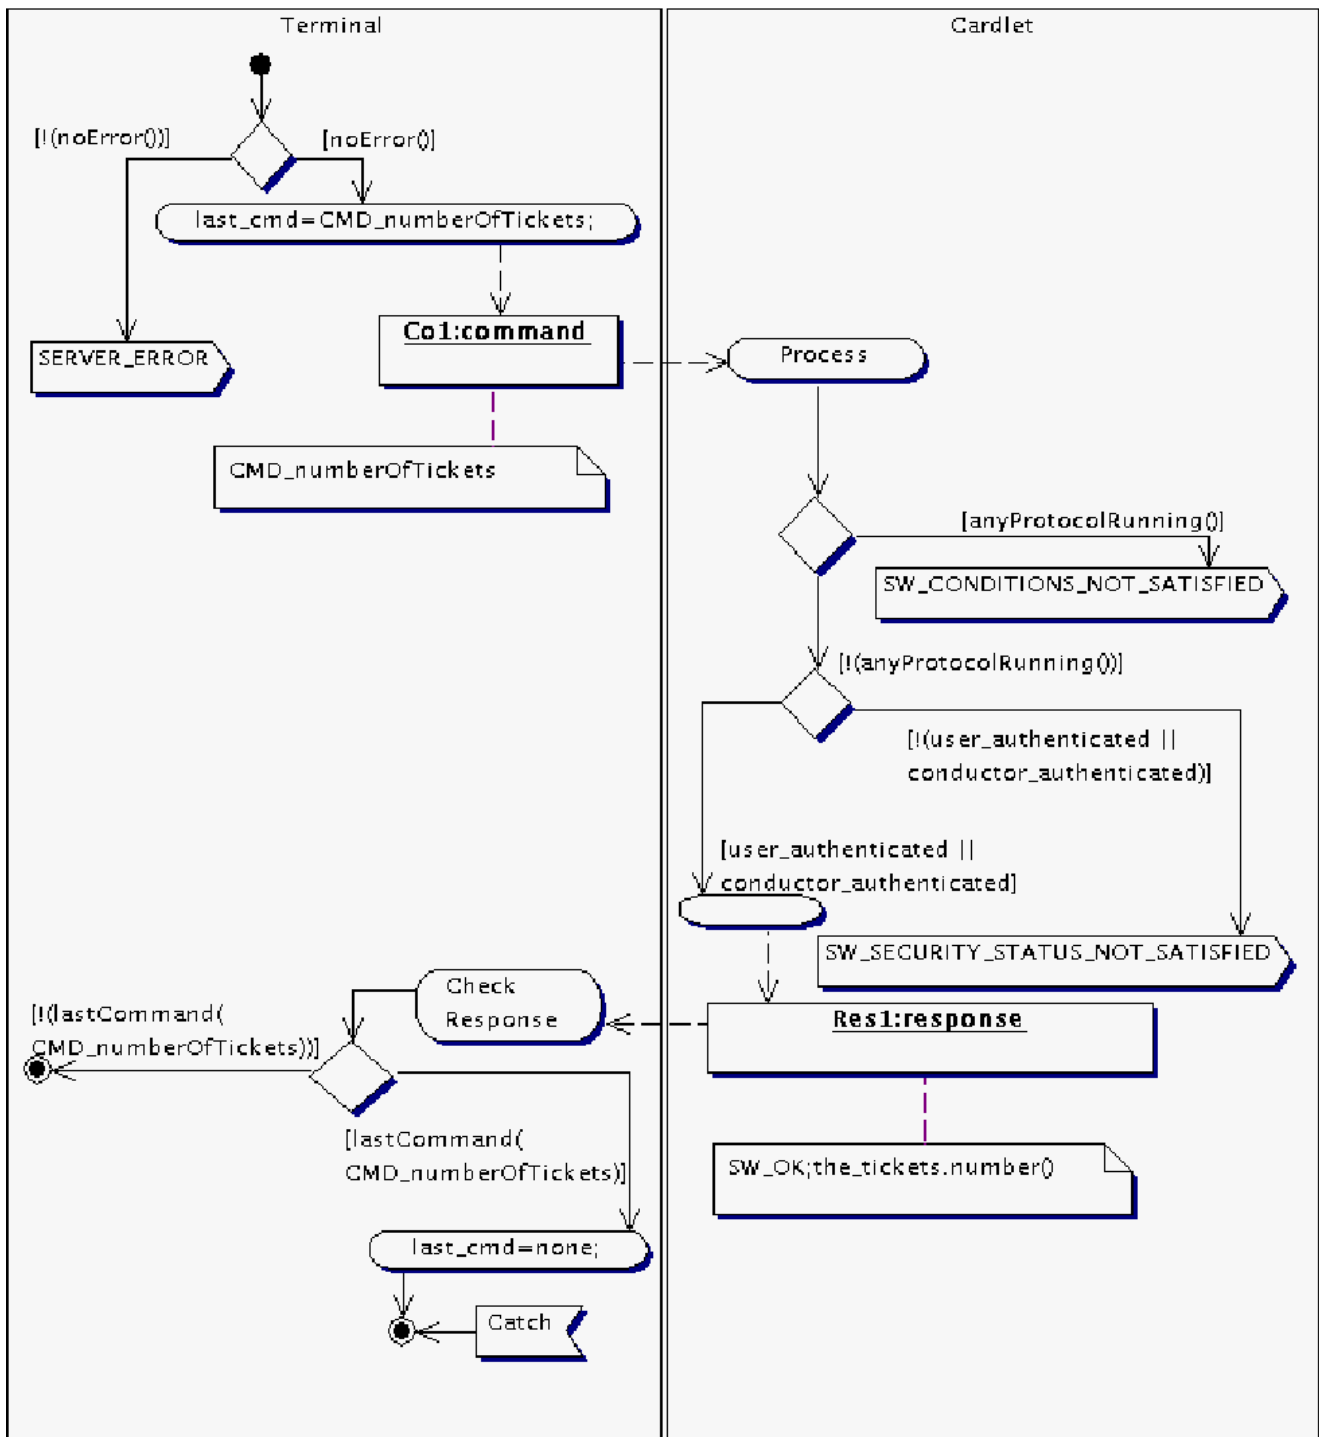 Terminal
Cardlet
[!(noError())]
[noError()]
last_cmd=CMD_numberOfTickets;
Co1:command
SERVER_ERROR
Process
CMD_numberOfTickets
[anyProtocolRunning()]
SW_CONDITIONS_NOT_SATISFIED
[!(anyProtocolRunning())]
[!(user_authenticated ||
conductor_authenticated)]
[user_authenticated ||
conductor_authenticated]
SW_SECURITY_STATUS_NOT_SATISFIED
Check
Response
[!(lastCommand(
CMD_numberOfTickets))]
Res1:response
[lastCommand(
CMD_numberOfTickets)]
SW_OK;the_tickets.number()
last_cmd=none;
Catch